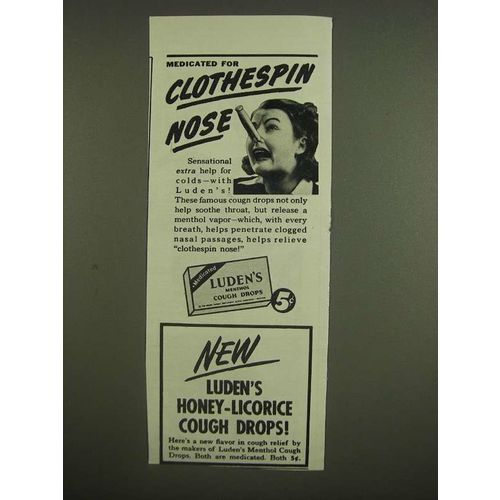 MEDICATED FOR
CLOTHESPIN
NOSE
Sensational
extra help for
colds—with
Luden's!
These famous cough drops not only
help soothe throat, but release a
menthol vapor—which, with every
breath, helps penetrate clogged
nasal passages, helps relieve
"clothespin nose!"
Medicated
LUDEN'S
MENTHOL
COUGH DROPS
5¢
NEW
LUDEN'S
HONEY-LICORICE
COUGH DROPS!
Here's a new flavor in cough relief by
the makers of Luden's Menthol Cough
Drops. Both are medicated. Both 5¢.